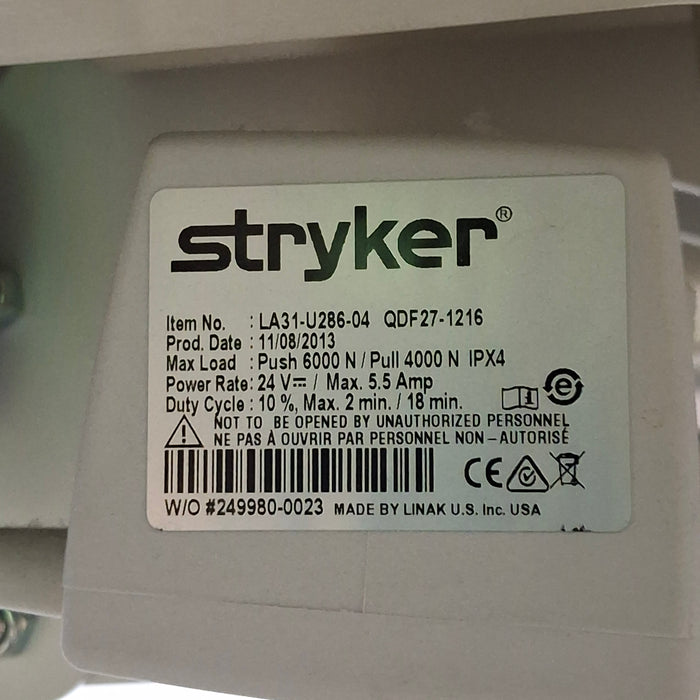 stryker®
Item No. : LA31-U286-04 QDF27-1216
Prod. Date : 11/08/2013
Max Load : Push 6000 N / Pull 4000 N IPX4
Power Rate: 24 V⎓ / Max. 5.5 Amp
Duty Cycle : 10 %, Max. 2 min. / 18 min.
NOT TO BE OPENED BY UNAUTHORIZED PERSONNEL
NE PAS À OUVRIR PAR PERSONNEL NON-AUTORISÉ
CE
W/O #249980-0023 MADE BY LINAK U.S. Inc. USA